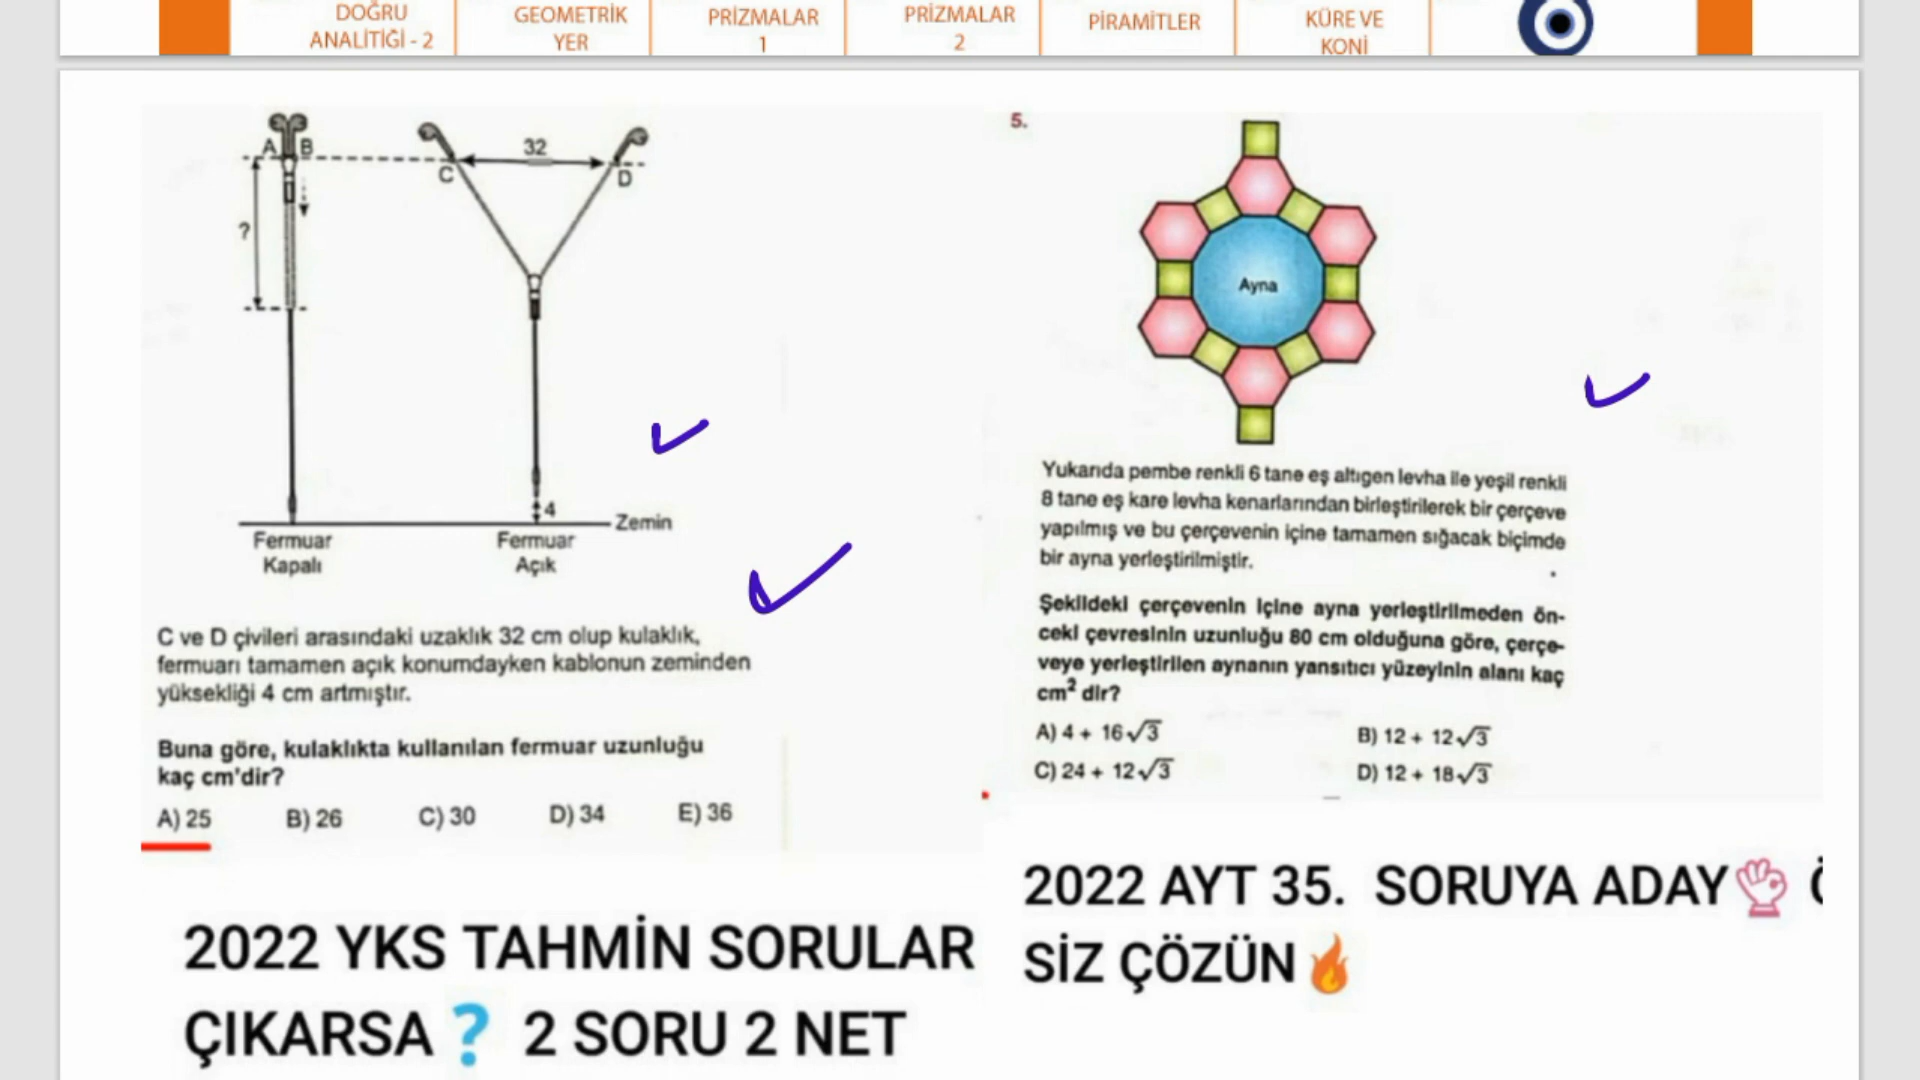 DOĞRU
ANALİTİĞİ - 2
GEOMETRİK
YER
PRİZMALAR
1
PRİZMALAR
2
PİRAMİTLER
KÜRE VE
KONİ
A B
?
32
C
D
4
Zemin
Fermuar
Kapalı
Fermuar
Açık
C ve D çivileri arasındaki uzaklık 32 cm olup kulaklık,
fermuarı tamamen açık konumdayken kablonun zeminden
yüksekliği 4 cm artmıştır.
Buna göre, kulaklıkta kullanılan fermuar uzunluğu
kaç cm'dir?
A) 25 B) 26 C) 30 D) 34 E) 36
2022 YKS TAHMİN SORULAR
ÇIKARSA ❓ 2 SORU 2 NET
5.
Ayna
Yukarıda pembe renkli 6 tane eş altıgen levha ile yeşil renkli
8 tane eş kare levha kenarlarından birleştirilerek bir çerçeve
yapılmış ve bu çerçevenin içine tamamen sığacak biçimde
bir ayna yerleştirilmiştir.
Şekildeki çerçevenin içine ayna yerleştirilmeden ön-
ceki çevresinin uzunluğu 80 cm olduğuna göre, çerçe-
veye yerleştirilen aynanın yansıtıcı yüzeyinin alanı kaç
cm² dir?
A) 4 + 16√3 B) 12 + 12√3
C) 24 + 12√3 D) 12 + 18√3
2022 AYT 35. SORUYA ADAY👌 Ö
SİZ ÇÖZÜN🔥